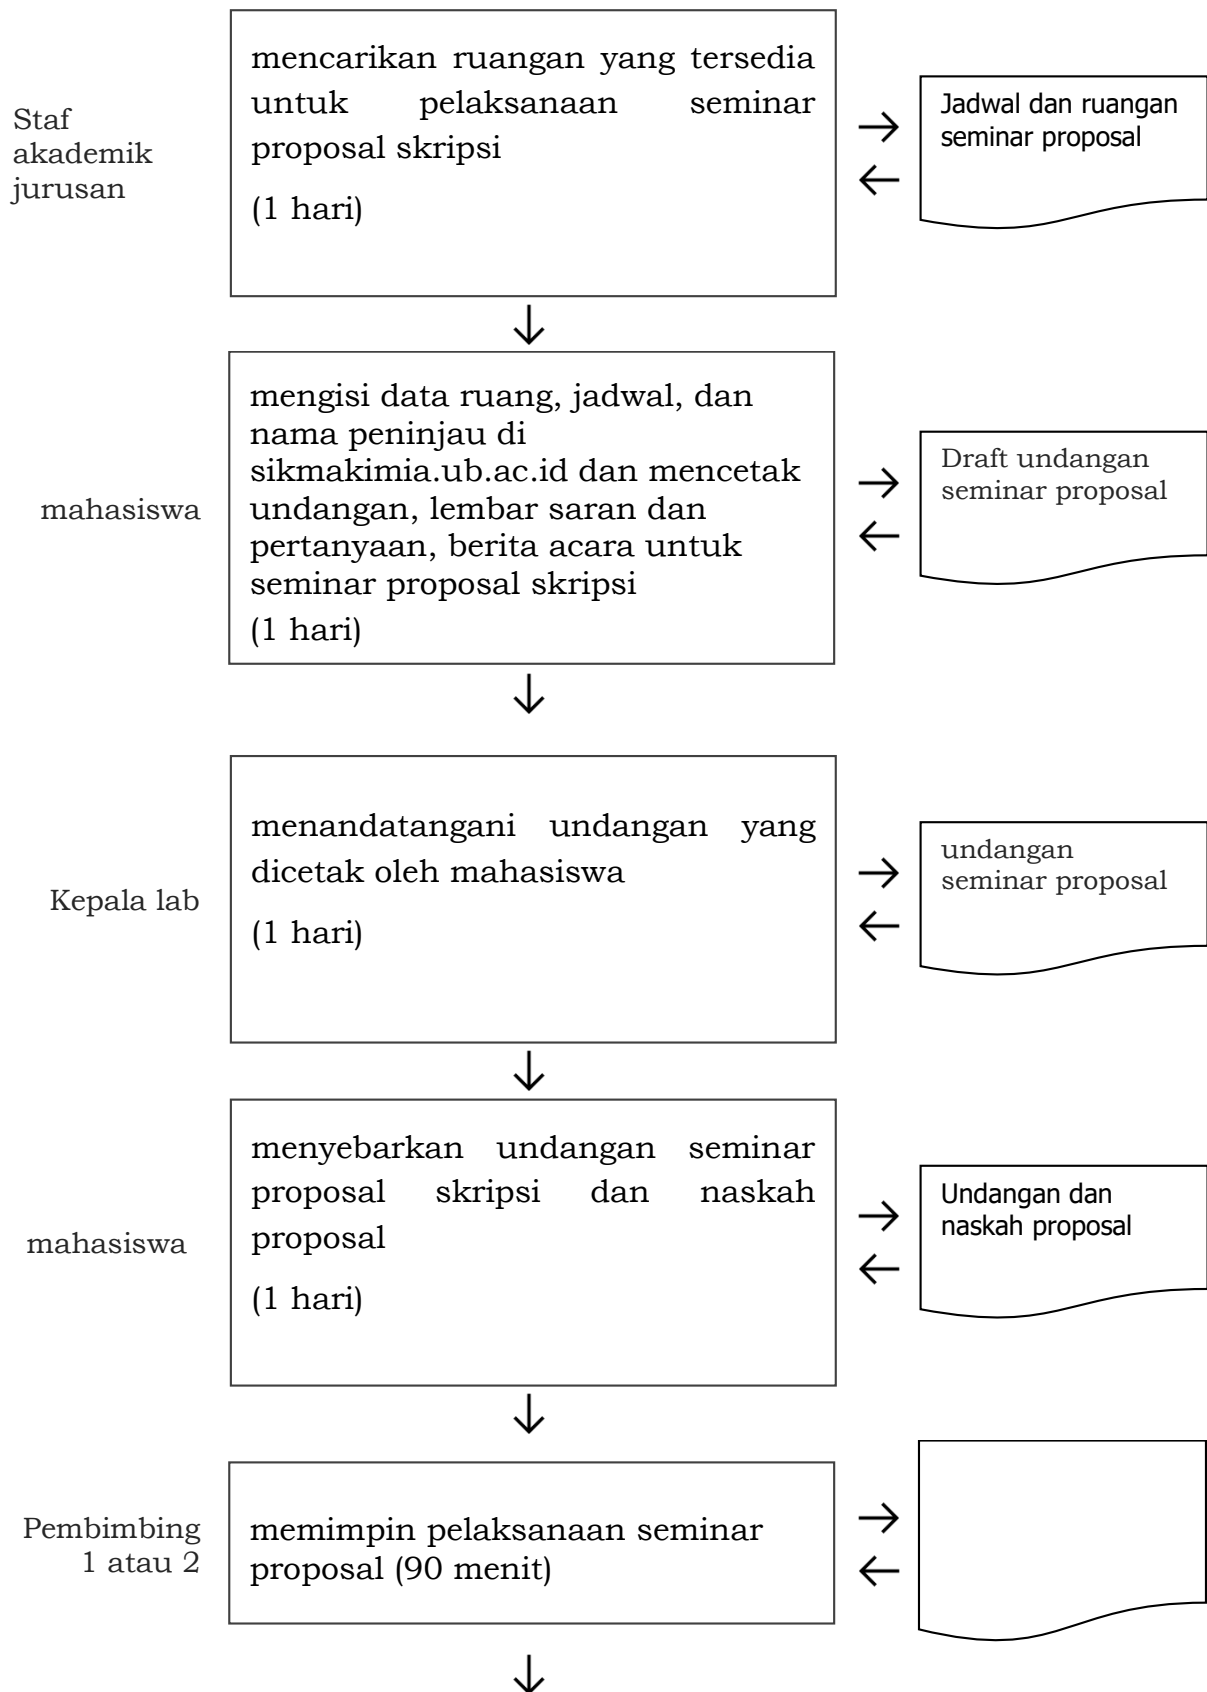 Staf
akademik
jurusan
mencarikan ruangan yang tersedia
untuk pelaksanaan seminar
proposal skripsi
(1 hari)
Jadwal dan ruangan
seminar proposal
mahasiswa
mengisi data ruang, jadwal, dan
nama peninjau di
sikmakimia.ub.ac.id dan mencetak
undangan, lembar saran dan
pertanyaan, berita acara untuk
seminar proposal skripsi
(1 hari)
Draft undangan
seminar proposal
Kepala lab
menandatangani undangan yang
dicetak oleh mahasiswa
(1 hari)
undangan
seminar proposal
mahasiswa
menyebarkan undangan seminar
proposal skripsi dan naskah
proposal
(1 hari)
Undangan dan
naskah proposal
Pembimbing
1 atau 2
memimpin pelaksanaan seminar
proposal (90 menit)